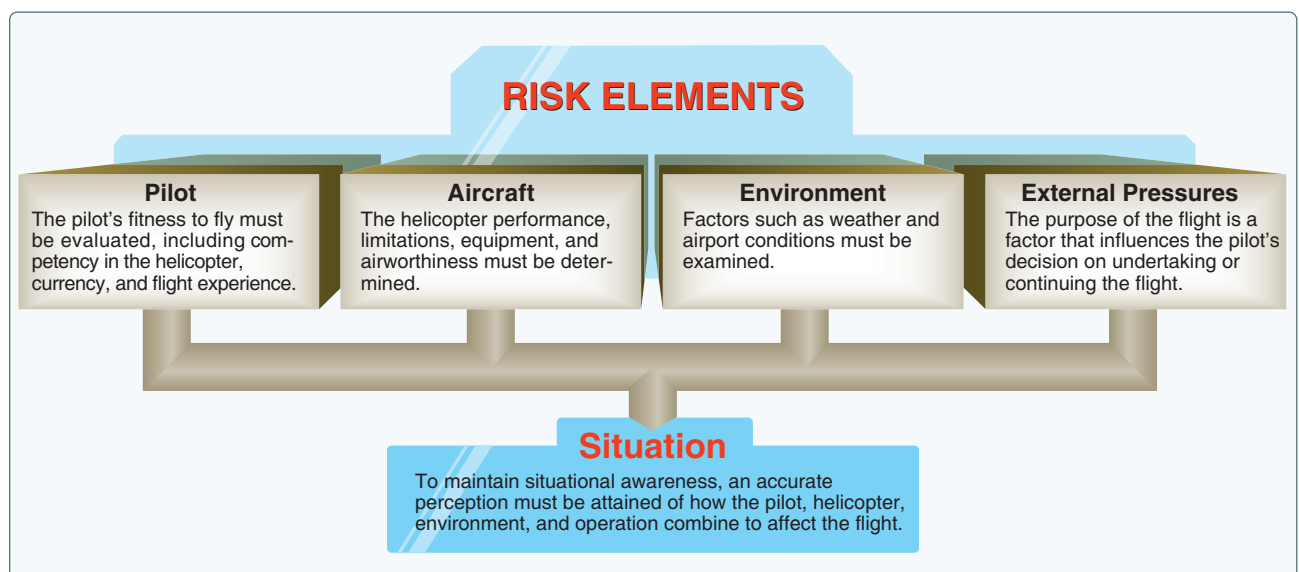 RISK ELEMENTS
Pilot
The pilot's fitness to fly must
be evaluated, including com-
petency in the helicopter,
currency, and flight experience.
Aircraft
The helicopter performance,
limitations, equipment, and
airworthiness must be deter-
mined.
Environment
Factors such as weather and
airport conditions must be
examined.
External Pressures
The purpose of the flight is a
factor that influences the pilot's
decision on undertaking or
continuing the flight.
Situation
To maintain situational awareness, an accurate
perception must be attained of how the pilot, helicopter,
environment, and operation combine to affect the flight.